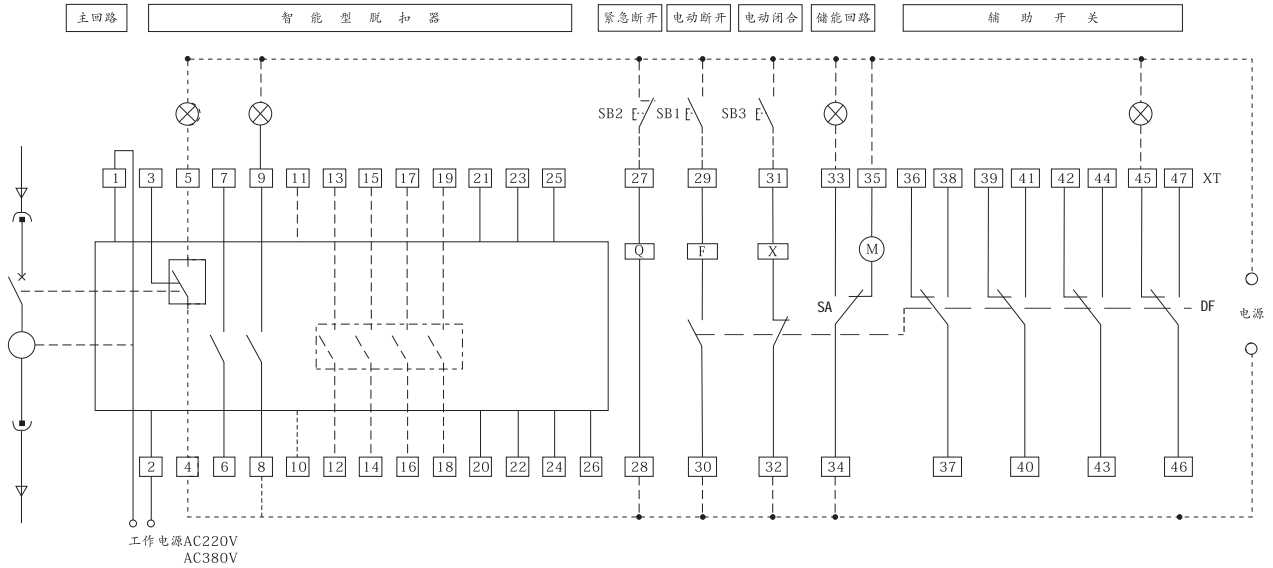 主回路 智能型脱扣器 紧急断开 电动断开 电动闭合 储能回路 辅助开关
SB2 SB1 SB3
1 3 5 7 9 11 13 15 17 19 21 23 25 27 29 31 33 35 36 38 39 41 42 44 45 47 XT
Q F X M
SA DF
电源
2 4 6 8 10 12 14 16 18 20 22 24 26 28 30 32 34 37 40 43 46
工作电源AC220V
AC380V